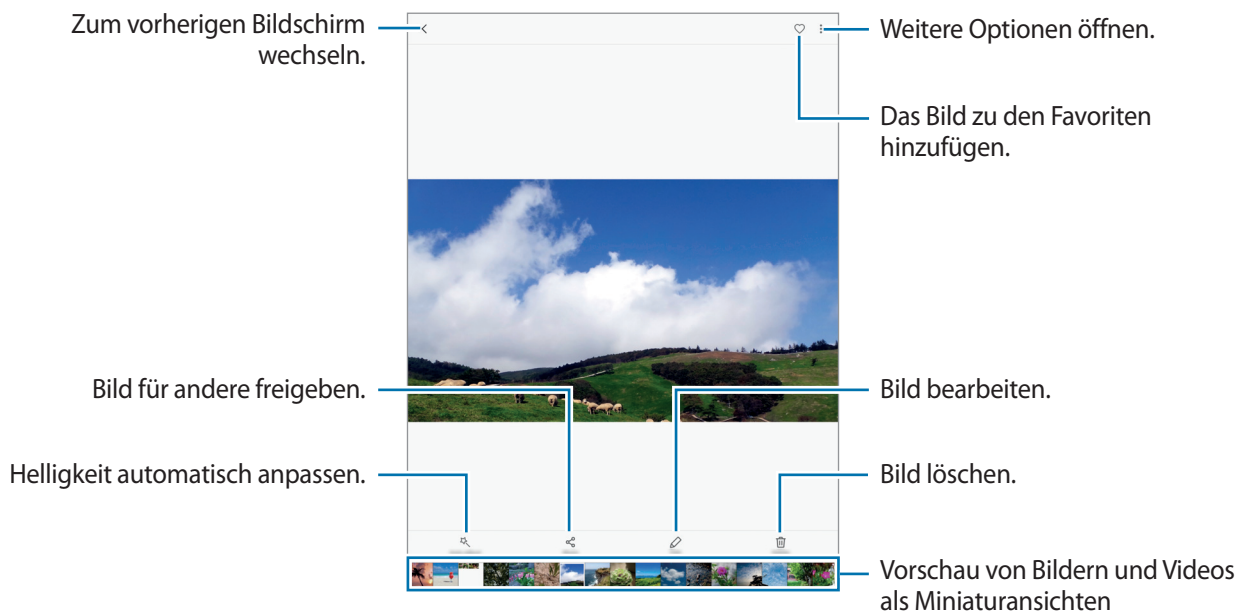 Zum vorherigen Bildschirm
wechseln.
Weitere Optionen öffnen.
Das Bild zu den Favoriten
hinzufügen.
Bild für andere freigeben.
Bild bearbeiten.
Helligkeit automatisch anpassen.
Bild löschen.
Vorschau von Bildern und Videos
als Miniaturansichten